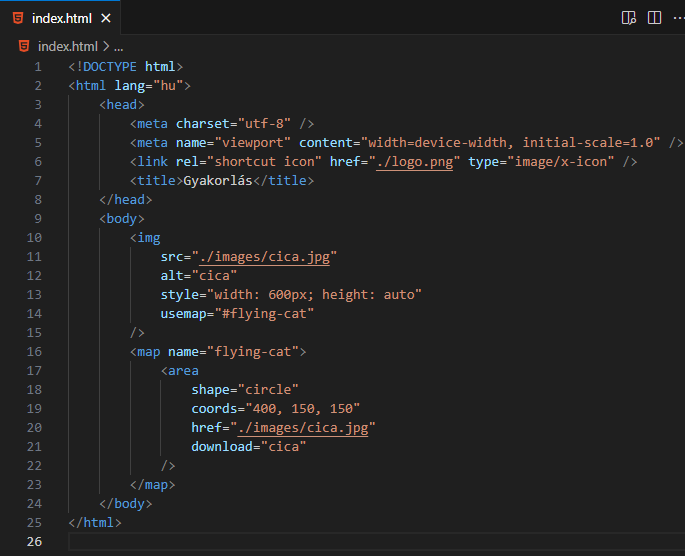 index.html
index.html > ...
1 <!DOCTYPE html>
2 <html lang="hu">
3     <head>
4         <meta charset="utf-8" />
5         <meta name="viewport" content="width=device-width, initial-scale=1.0" />
6         <link rel="shortcut icon" href="./logo.png" type="image/x-icon" />
7         <title>Gyakorlás</title>
8     </head>
9     <body>
10         <img
11             src="./images/cica.jpg"
12             alt="cica"
13             style="width: 600px; height: auto"
14             usemap="#flying-cat"
15         />
16         <map name="flying-cat">
17             <area
18                 shape="circle"
19                 coords="400, 150, 150"
20                 href="./images/cica.jpg"
21                 download="cica"
22             />
23         </map>
24     </body>
25 </html>
26